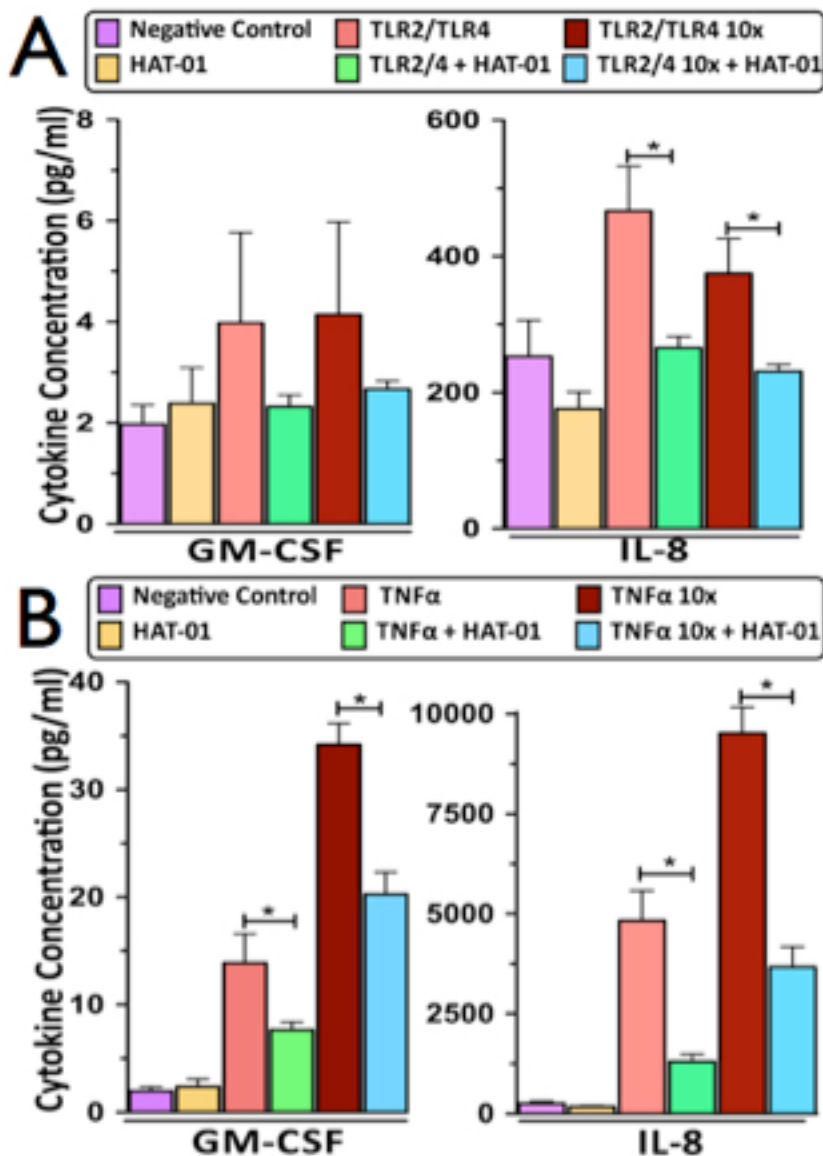 A
Negative Control TLR2/TLR4 TLR2/TLR4 10x
HAT-01 TLR2/4 + HAT-01 TLR2/4 10x + HAT-01
Cytokine Concentration (pg/ml)
8
6
4
2
0
GM-CSF
600
400
200
0
* *
IL-8
B
Negative Control TNFα TNFα 10x
HAT-01 TNFα + HAT-01 TNFα 10x + HAT-01
Cytokine Concentration (pg/ml)
40
30
20
10
0
* *
GM-CSF
10000
7500
5000
2500
0
* *
IL-8